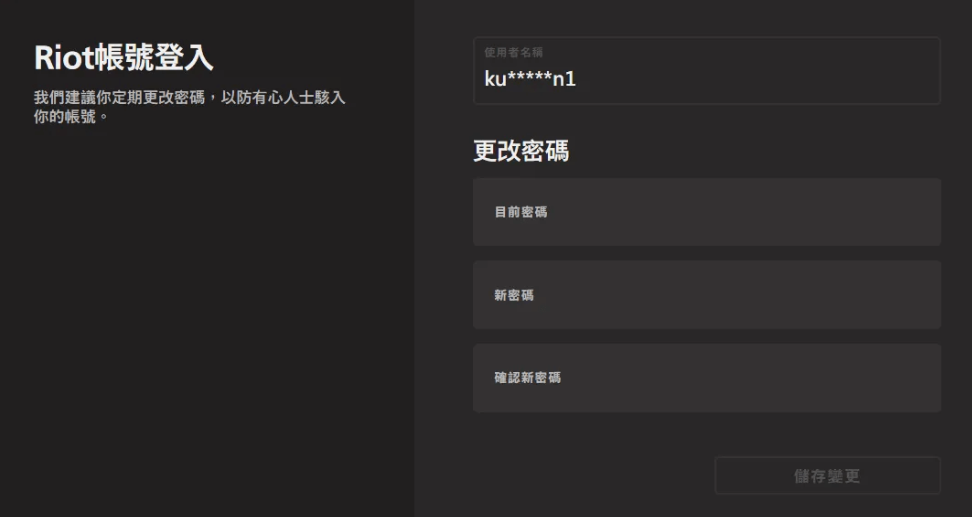 Riot帳號登入
我們建議你定期更改密碼，以防有心人士駭入
你的帳號。
使用者名稱
ku*****n1
更改密碼
目前密碼
新密碼
確認新密碼
儲存變更